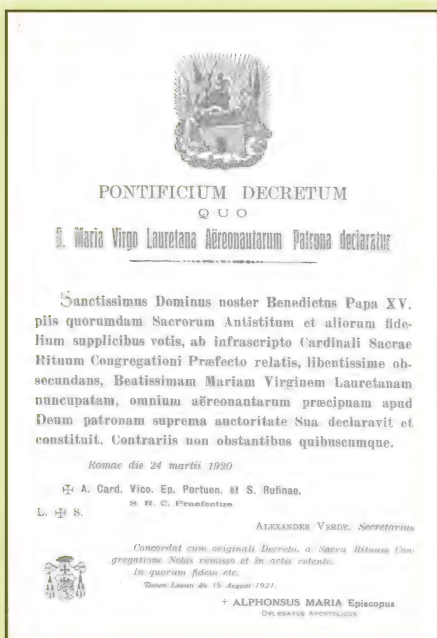 PONTIFICIUM DECRETUM
QUO
B. Maria Virgo Lauretana Aëreonautarum Patrona declaratur
Sanctissimus Dominus noster Benedictus Papa XV.
piis quorumdam Sacrorum Antistitum et aliorum fide-
lium supplicibus votis, ab infrascripto Cardinali Sacrae
Rituum Congregationi Præfecto relatis, libentissime ob-
secundans, Beatissimam Mariam Virginem Lauretanam
nuncupatam, omnium aëreonautarum præcipuam apud
Deum patronam suprema auctoritate Sua declaravit et
constituit. Contrariis non obstantibus quibuscumque.
Romae die 24 martii 1920
✠ A. Card. Vico. Ep. Portuen. et S. Rufinae.
S. R. C. Praefectus
L. ✠ S.
ALEXANDER VERDE, Secretarius
Concordat cum originali Decreto, a Sacra Rituum Con-
gregatione Nobis remisso et in actis retento.
In quorum fidem etc.
Datum Laureti die 15 Augusti 1921.
+ ALPHONSUS MARIA Episcopus
DELEGATUS APOSTOLICUS